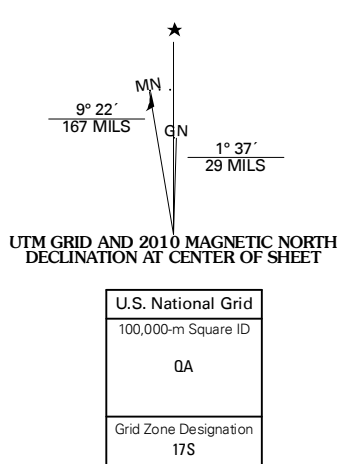 ★
MN
9° 22´
167 MILS
GN
1° 37´
29 MILS
UTM GRID AND 2010 MAGNETIC NORTH
DECLINATION AT CENTER OF SHEET
U.S. National Grid
100,000-m Square ID
QA
Grid Zone Designation
17S